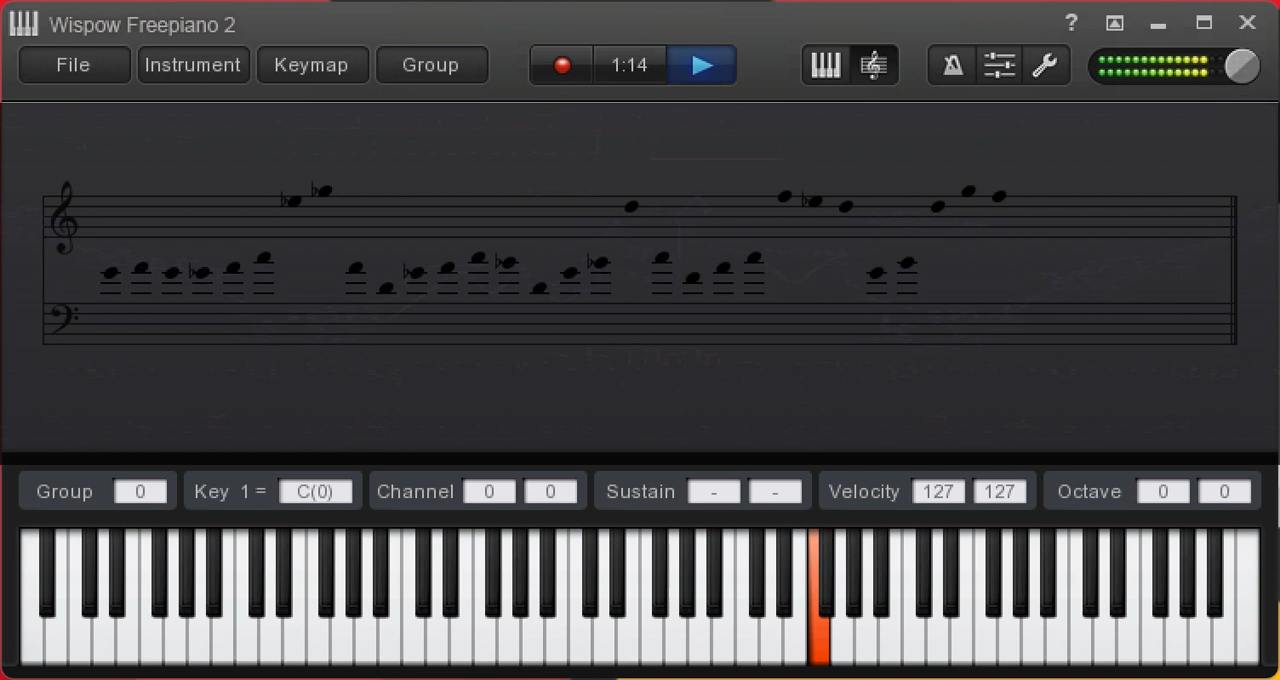 Wispow Freepiano 2 ?
File Instrument Keymap Group 1:14
Group 0 Key 1 = C(0) Channel 0 0 Sustain - - Velocity 127 127 Octave 0 0